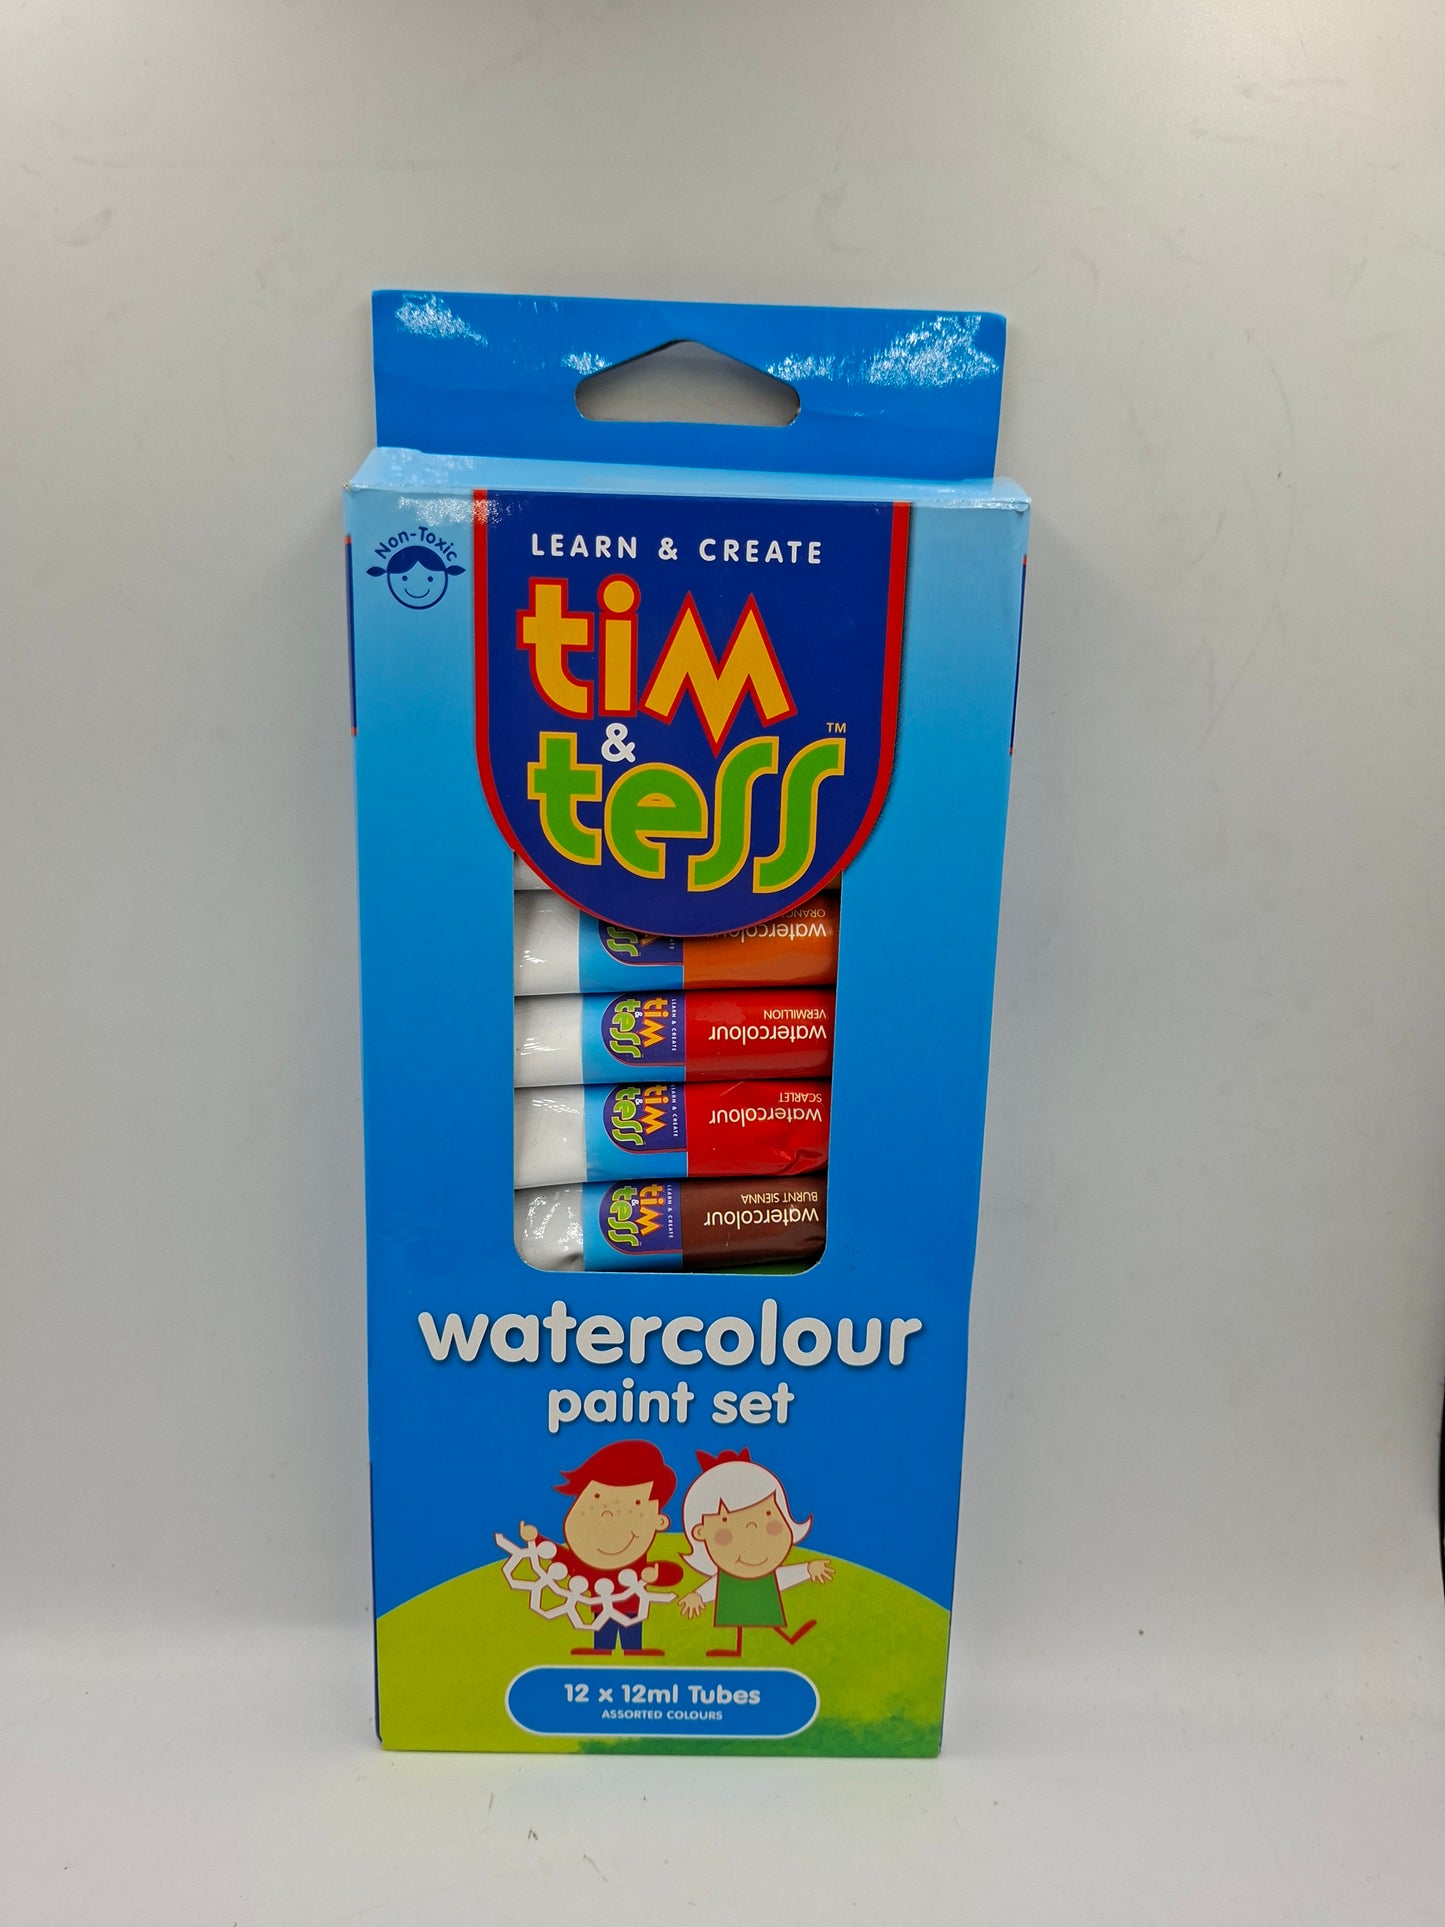 Non-Toxic
LEARN & CREATE
tim
&
tess
TM
watercolour
ORANGE
tim & tess
LEARN & CREATE
watercolour
VERMILLION
tim & tess
LEARN & CREATE
watercolour
SCARLET
tim & tess
LEARN & CREATE
watercolour
BURNT SIENNA
watercolour
paint set
12 x 12ml Tubes
ASSORTED COLOURS